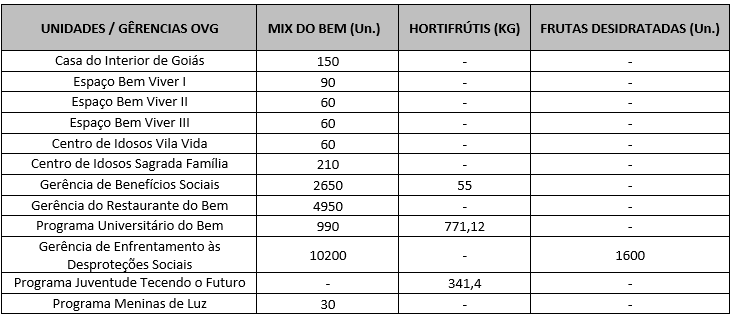 UNIDADES / GÊRENCIAS OVG MIX DO BEM (Un.) HORTIFRÚTIS (KG) FRUTAS DESIDRATADAS (Un.)
Casa do Interior de Goiás 150 - -
Espaço Bem Viver I 90 - -
Espaço Bem Viver II 60 - -
Espaço Bem Viver III 60 - -
Centro de Idosos Vila Vida 60 - -
Centro de Idosos Sagrada Família 210 - -
Gerência de Benefícios Sociais 2650 55 -
Gerência do Restaurante do Bem 4950 - -
Programa Universitário do Bem 990 771,12 -
Gerência de Enfrentamento às
Desproteções Sociais 10200 - 1600
Programa Juventude Tecendo o Futuro - 341,4 -
Programa Meninas de Luz 30 - -